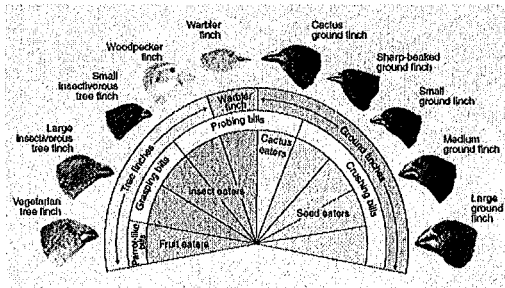 Warbler
finch
Cactus
ground finch
Woodpecker
finch
Sharp-beaked
ground finch
Small
insectivorous
tree finch
Small
ground finch
Large
insectivorous
tree finch
Medium
ground finch
Vegetarian
tree finch
Large
ground
finch
Warbler
finch
Tree finches
Ground finches
Probing bills
Grasping bills
Crushing bills
Parrotlike
bills
Cactus
eaters
Insect eaters
Seed eaters
Fruit eaters